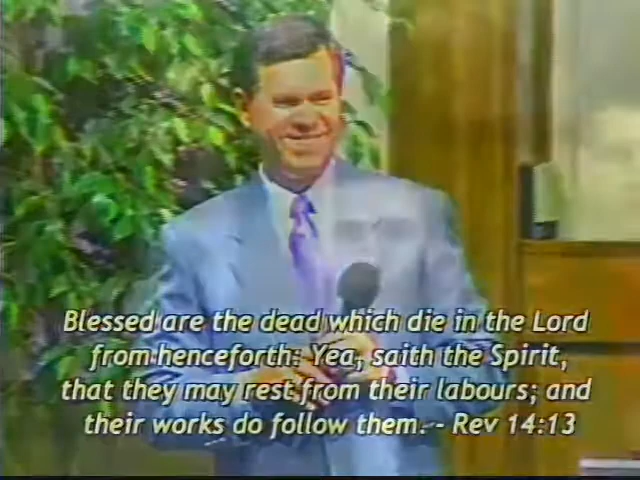 Blessed are the dead which die in the Lord
from henceforth: Yea, saith the Spirit,
that they may rest from their labours; and
their works do follow them. - Rev 14:13